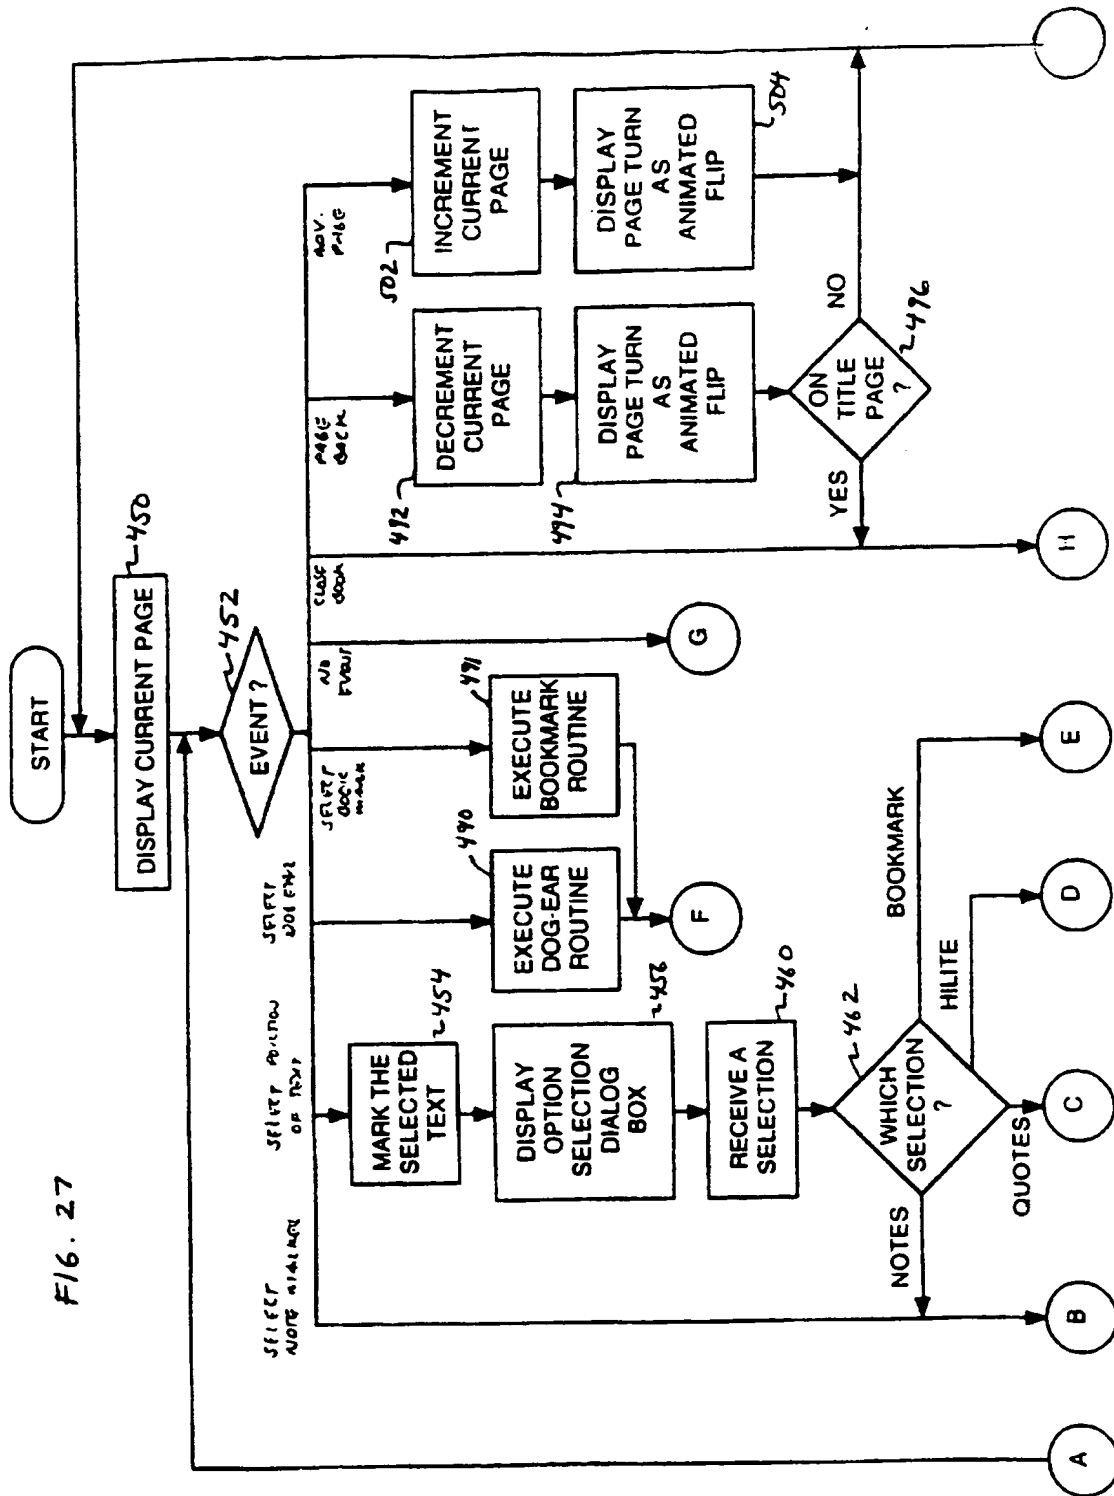 FIG. 27
START
DISPLAY CURRENT PAGE
450
EVENT ?
452
SELECT
NOTE MARKER
SELECT PORTION
OF TEXT
SELECT
DOG EAR
SELECT
BOOK
MARK
NO
EVENT
CLOSE
BOOK
PAGE
BACK
ADV.
PAGE
MARK THE
SELECTED
TEXT
454
DISPLAY
OPTION
SELECTION
DIALOG
BOX
RECEIVE A
SELECTION
460
WHICH
SELECTION
?
462
NOTES
QUOTES
HILITE
BOOKMARK
490
EXECUTE
DOG-EAR
ROUTINE
491
EXECUTE
BOOKMARK
ROUTINE
492
DECREMENT
CURRENT
PAGE
494
DISPLAY
PAGE TURN
AS
ANIMATED
FLIP
ON
TITLE
PAGE
?
496
YES
NO
502
INCREMENT
CURRENT
PAGE
DISPLAY
PAGE TURN
AS
ANIMATED
FLIP
504
A
B
C
D
E
F
G
H